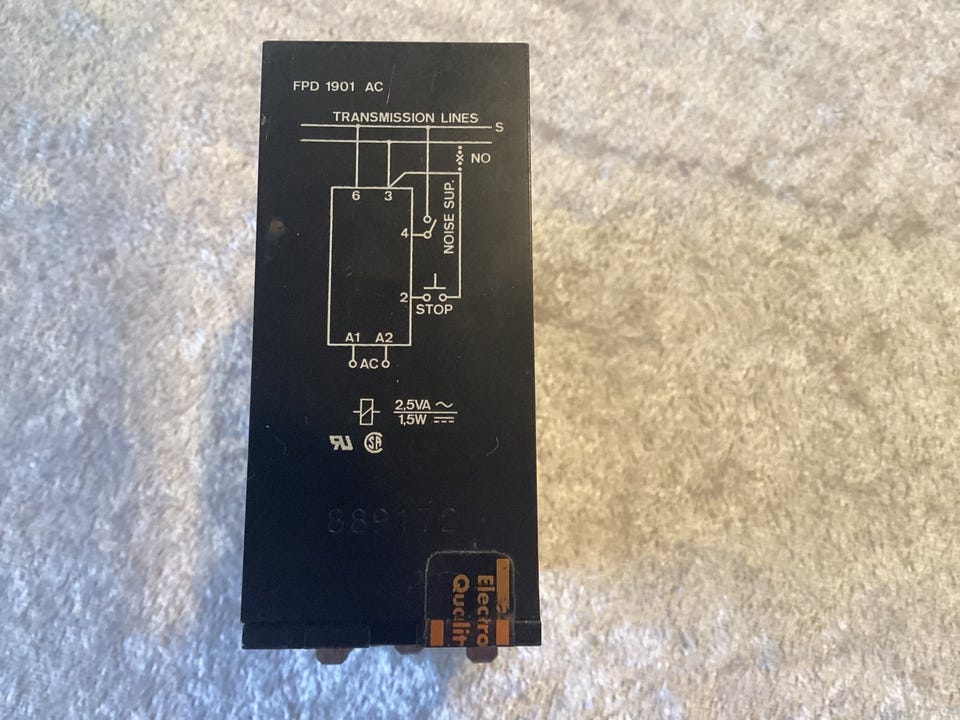 FPD 1901 AC
TRANSMISSION LINES
S
NO
6 3
NOISE SUP.
4
2
STOP
A1 A2
AC
2,5VA
1,5W
Electro
Qualit